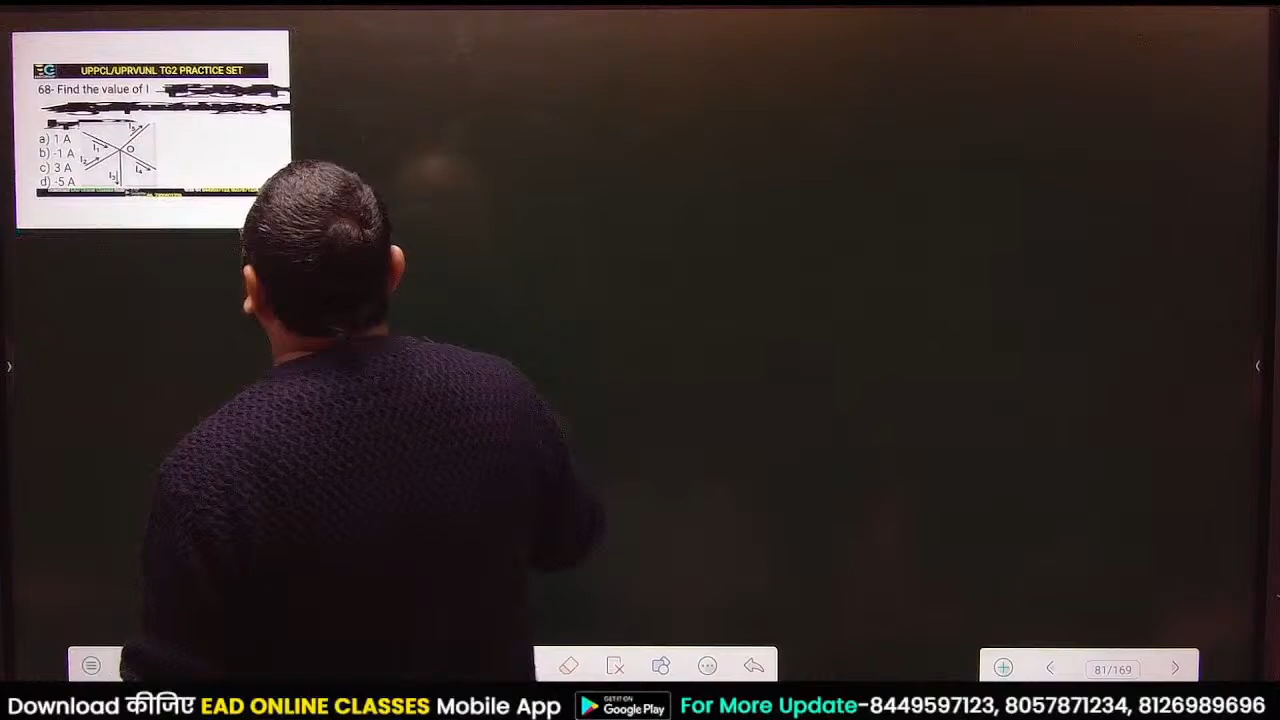 UPPCL/UPRVUNL TG2 PRACTICE SET
68- Find the value of I
a) 1 A
b) -1 A
c) 3 A
d) -5 A
I₅
I₁
O
I₂
I₃
I₄
81/169
Download कीजिए EAD ONLINE CLASSES Mobile App
GET IT ON
Google Play
For More Update-8449597123, 8057871234, 8126989696